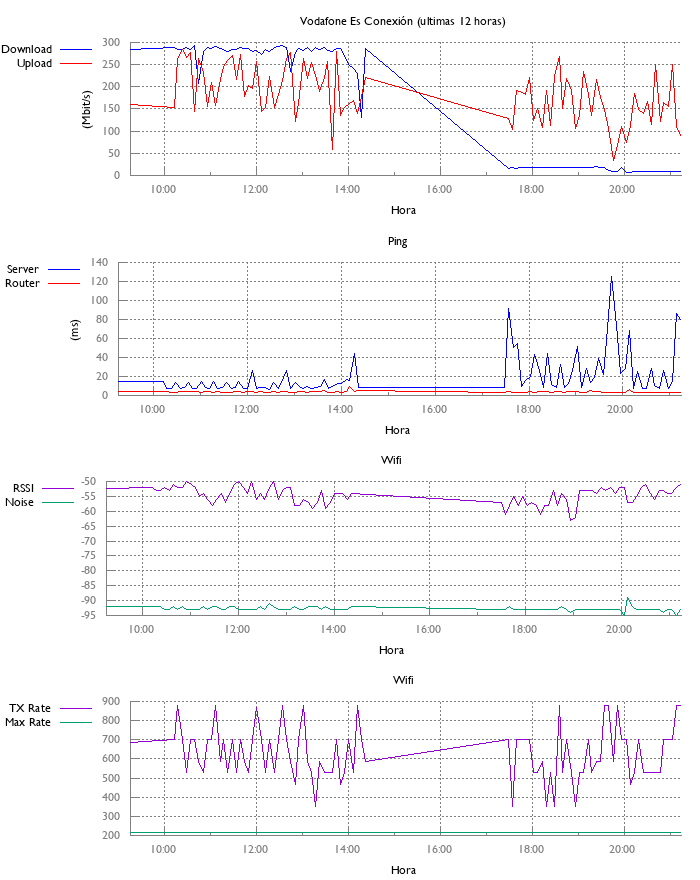 Vodafone Es Conexión (ultimas 12 horas)
Download
Upload
(Mbit/s)
300
250
200
150
100
50
0
10:00 12:00 14:00 16:00 18:00 20:00
Hora
Ping
Server
Router
(ms)
140
120
100
80
60
40
20
0
10:00 12:00 14:00 16:00 18:00 20:00
Hora
Wifi
RSSI
Noise
-50
-55
-60
-65
-70
-75
-80
-85
-90
-95
10:00 12:00 14:00 16:00 18:00 20:00
Hora
Wifi
TX Rate
Max Rate
900
800
700
600
500
400
300
200
10:00 12:00 14:00 16:00 18:00 20:00
Hora